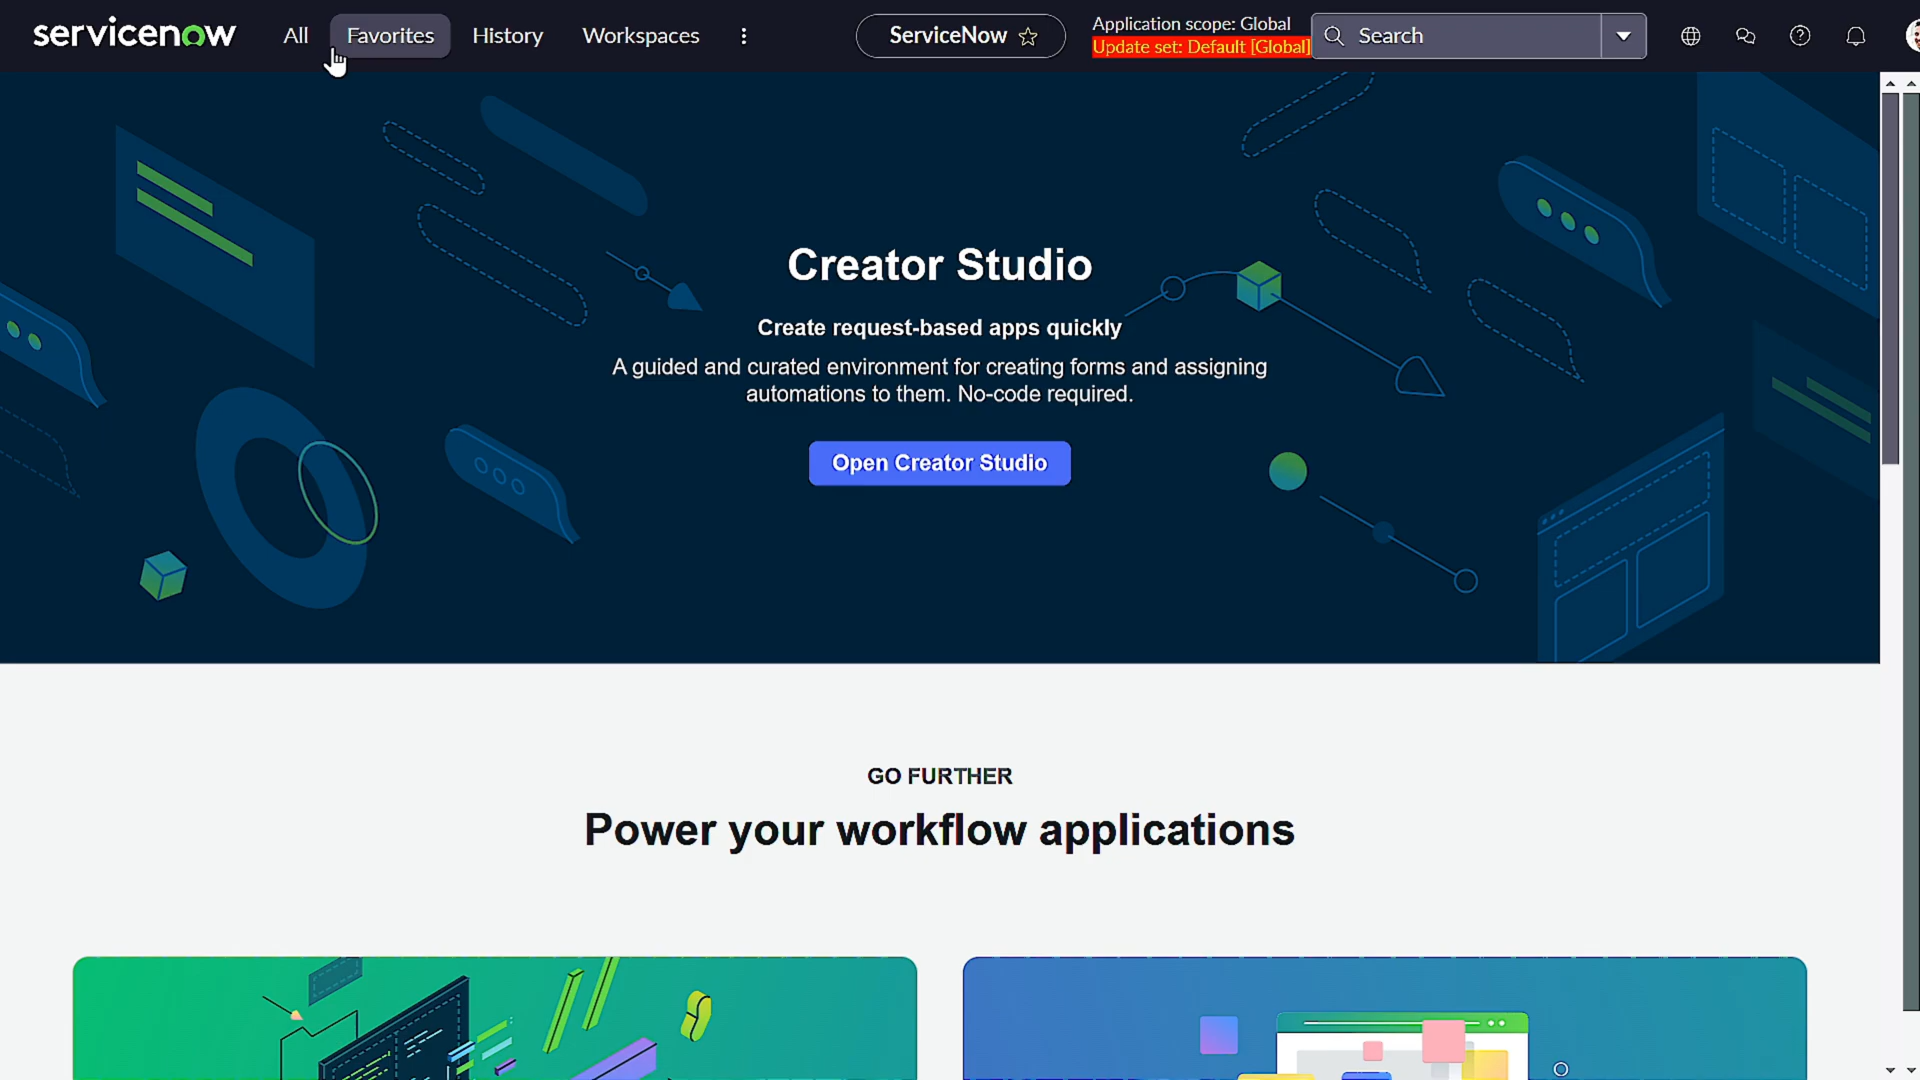 servicenow
All
Favorites
History
Workspaces
ServiceNow
Application scope: Global
Update set: Default [Global]
Search
Creator Studio
Create request-based apps quickly
A guided and curated environment for creating forms and assigning
automations to them. No-code required.
Open Creator Studio
GO FURTHER
Power your workflow applications